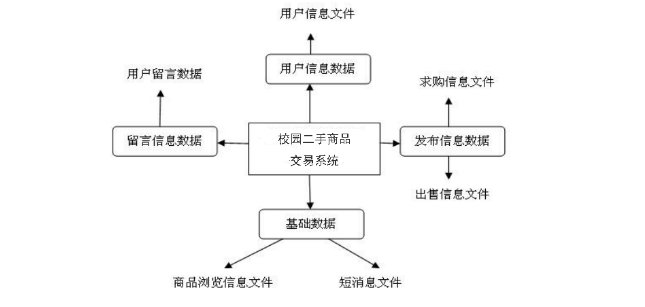 用户信息文件
用户信息数据
用户留言数据
求购信息文件
留言信息数据
校园二手商品
交易系统
发布信息数据
出售信息文件
基础数据
商品浏览信息文件
短消息文件